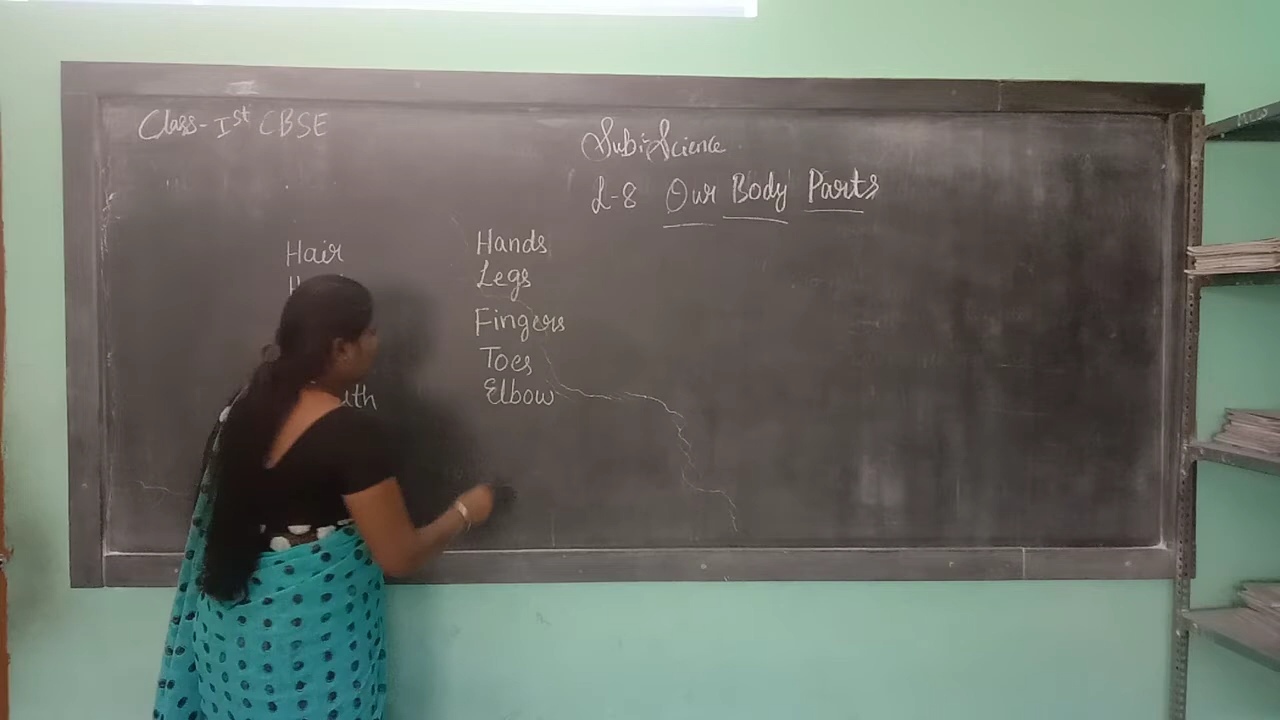 Class-Ist CBSE
Sub:-Science
L-8 Our Body Parts
Hair
Hands
Legs
Fingers
Toes
Elbow